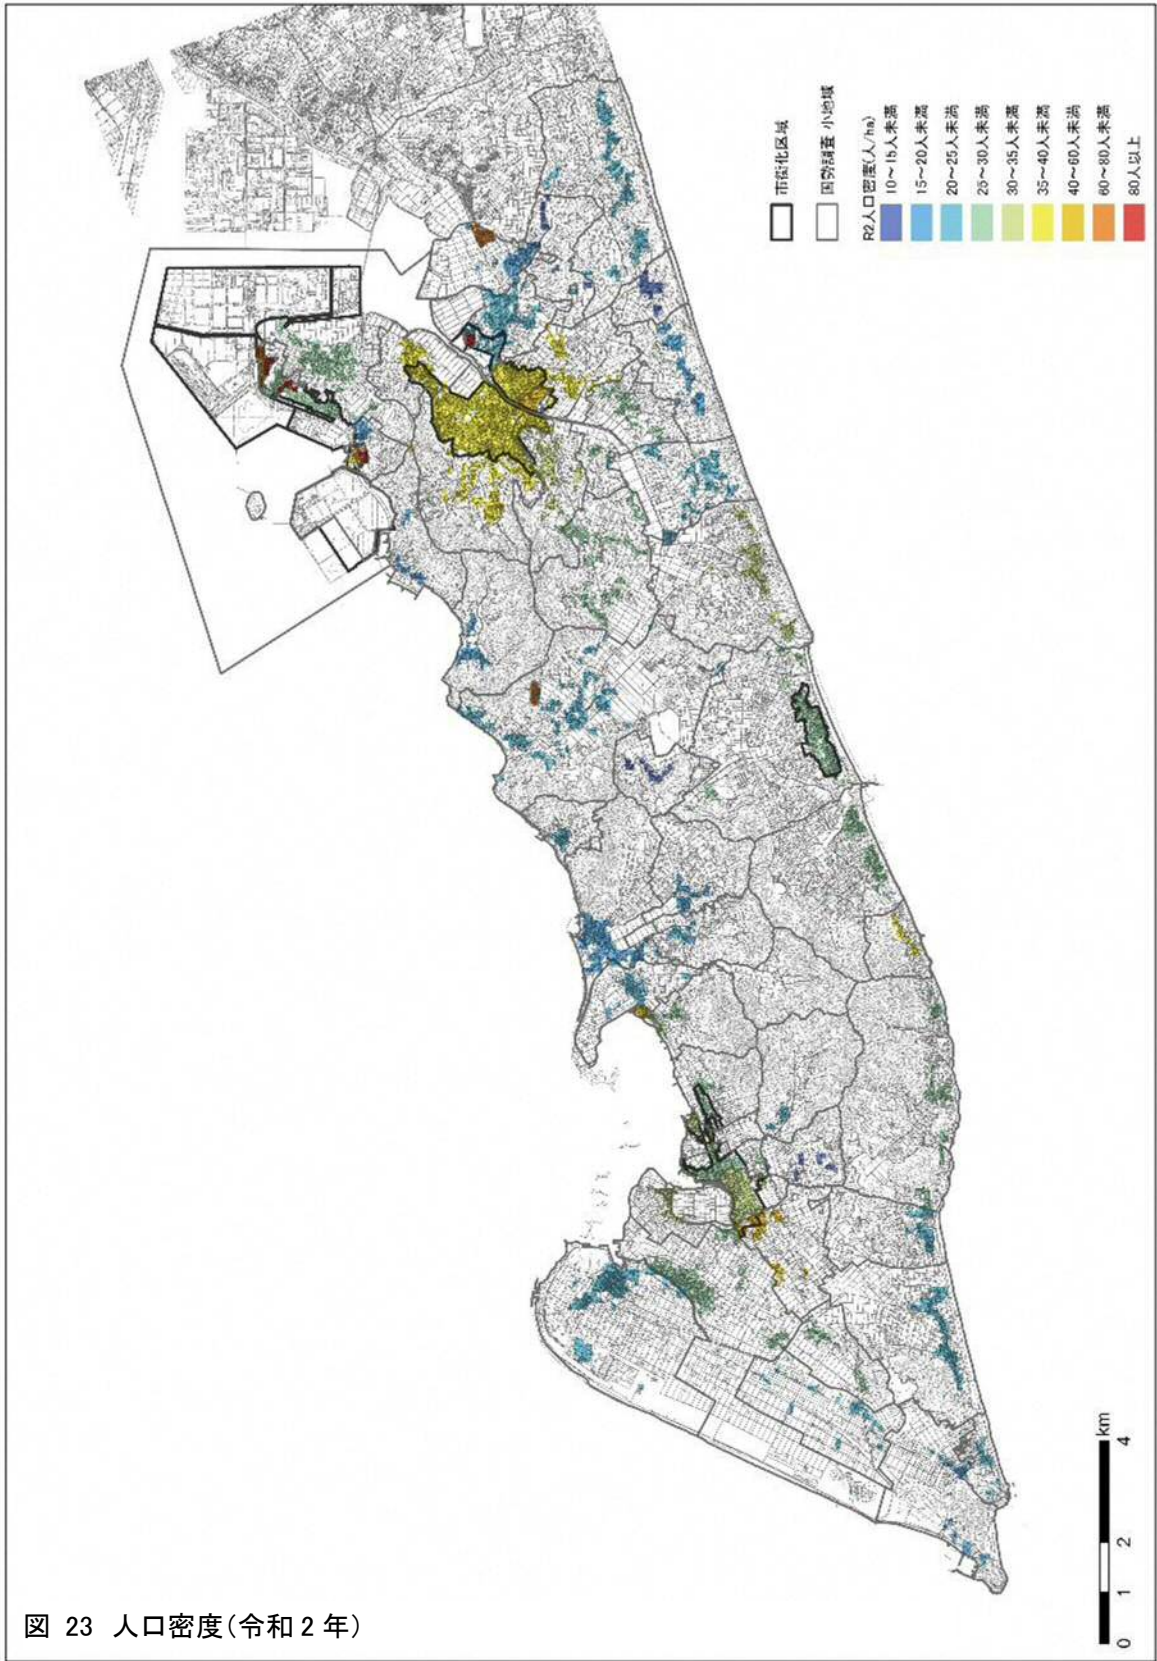 市街化区域
国勢調査 小地域
R2人口密度(人/ha)
10～15人未満
15～20人未満
20～25人未満
25～30人未満
30～35人未満
35～40人未満
40～60人未満
60～80人未満
80人以上
0 1 2 4 km
図 23 人口密度(令和2年)